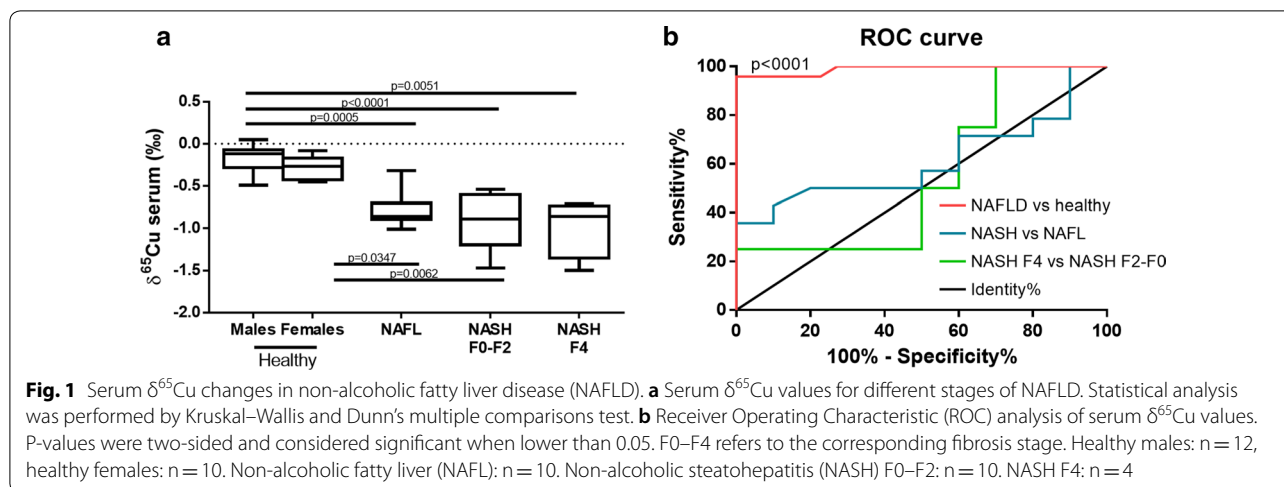 a
p=0.0051
p<0.0001
p=0.0005
0.5
0.0
-0.5
-1.0
-1.5
-2.0
δ65Cu serum (‰)
p=0.0347
p=0.0062
Males Females
Healthy
NAFL
NASH
F0-F2
NASH
F4
b
ROC curve
p<0001
100
80
60
40
20
0
Sensitivity%
NAFLD vs healthy
NASH vs NAFL
NASH F4 vs NASH F2-F0
Identity%
0 20 40 60 80 100
100% - Specificity%
Fig. 1 Serum δ65Cu changes in non-alcoholic fatty liver disease (NAFLD). a Serum δ65Cu values for different stages of NAFLD. Statistical analysis
was performed by Kruskal–Wallis and Dunn's multiple comparisons test. b Receiver Operating Characteristic (ROC) analysis of serum δ65Cu values.
P-values were two-sided and considered significant when lower than 0.05. F0–F4 refers to the corresponding fibrosis stage. Healthy males: n = 12,
healthy females: n = 10. Non-alcoholic fatty liver (NAFL): n = 10. Non-alcoholic steatohepatitis (NASH) F0–F2: n = 10. NASH F4: n = 4